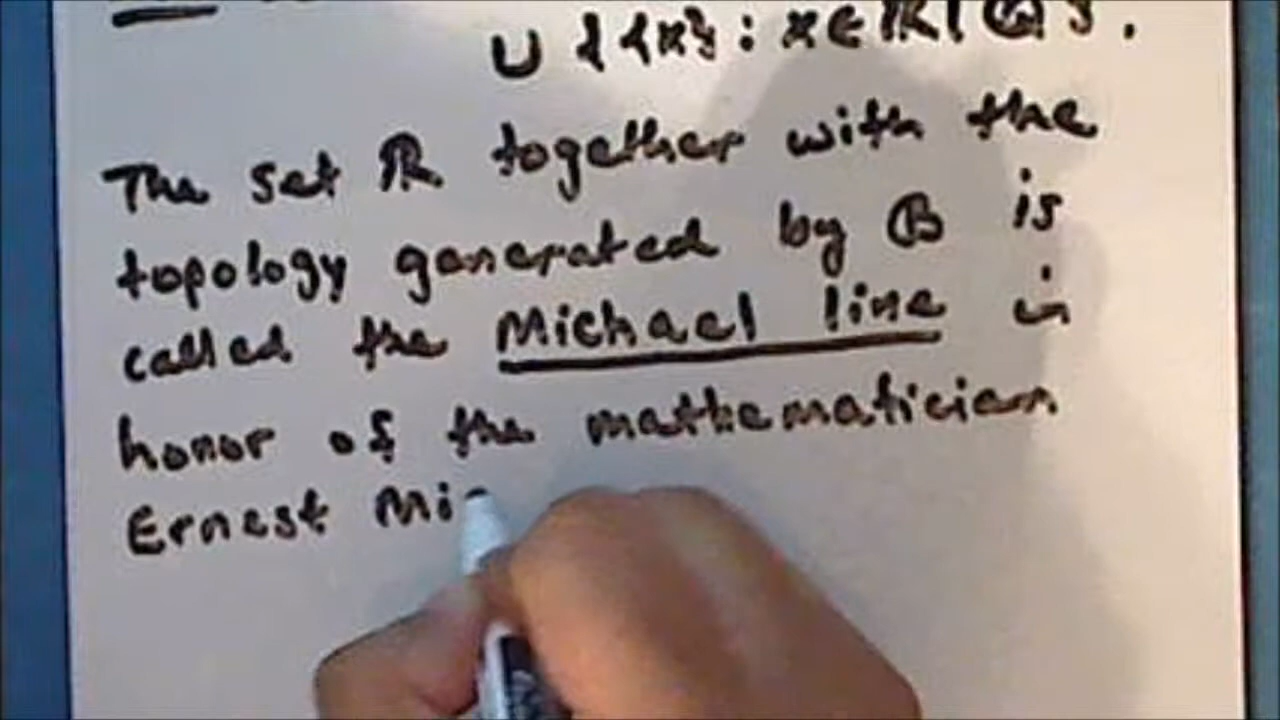 ∪ {{x} : x ∈ ℝ \ ℚ}.
The set ℝ together with the
topology generated by B is
called the Michael line in
honor of the mathematician
Ernest Mi